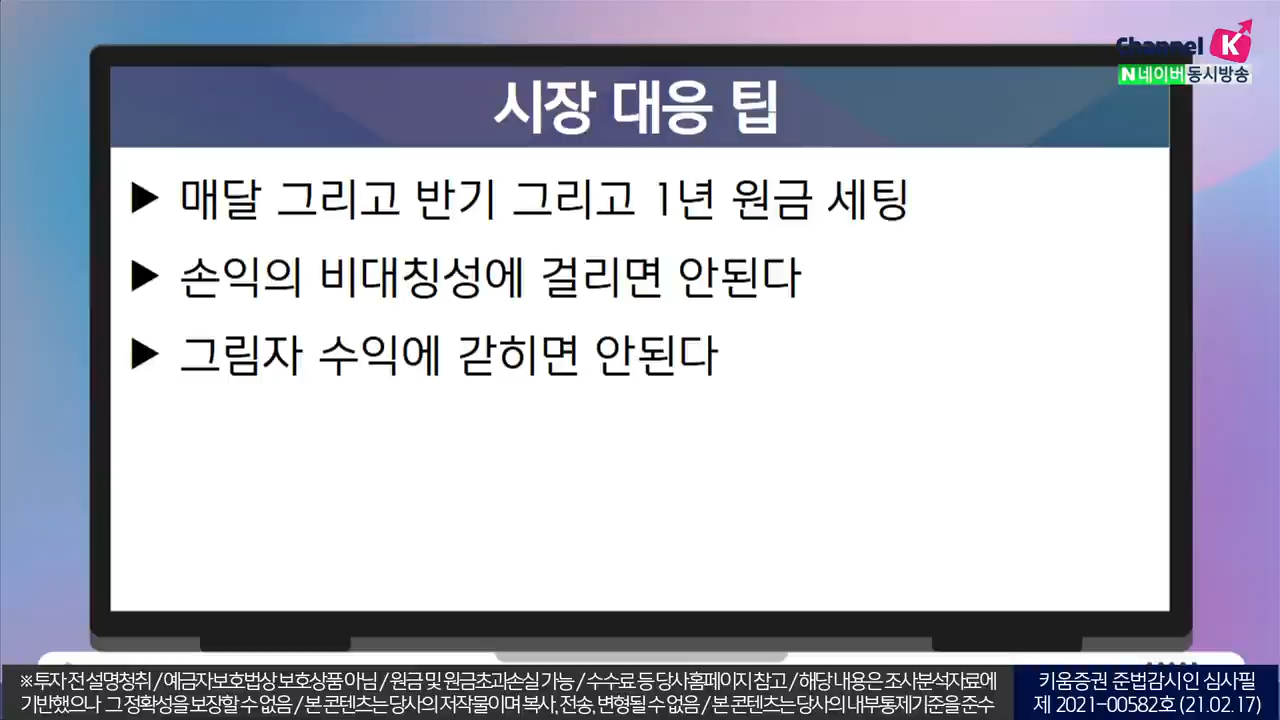 Channel K
N 네이버 동시방송
시장 대응 팁
▶ 매달 그리고 반기 그리고 1년 원금 세팅
▶ 손익의 비대칭성에 걸리면 안된다
▶ 그림자 수익에 갇히면 안된다
※ 투자 전 설명청취 / 예금자보호법상 보호상품 아님 / 원금 및 원금초과손실 가능 / 수수료 등 당사홈페이지 참고 / 해당 내용은 조사분석자료에
기반했으나 그 정확성을 보장할 수 없음 / 본 콘텐츠는 당사의 저작물이며 복사, 전송, 변형될 수 없음 / 본 콘텐츠는 당사의 내부통제기준을 준수
키움증권 준법감시인 심사필
제 2021-00582호 (21.02.17)